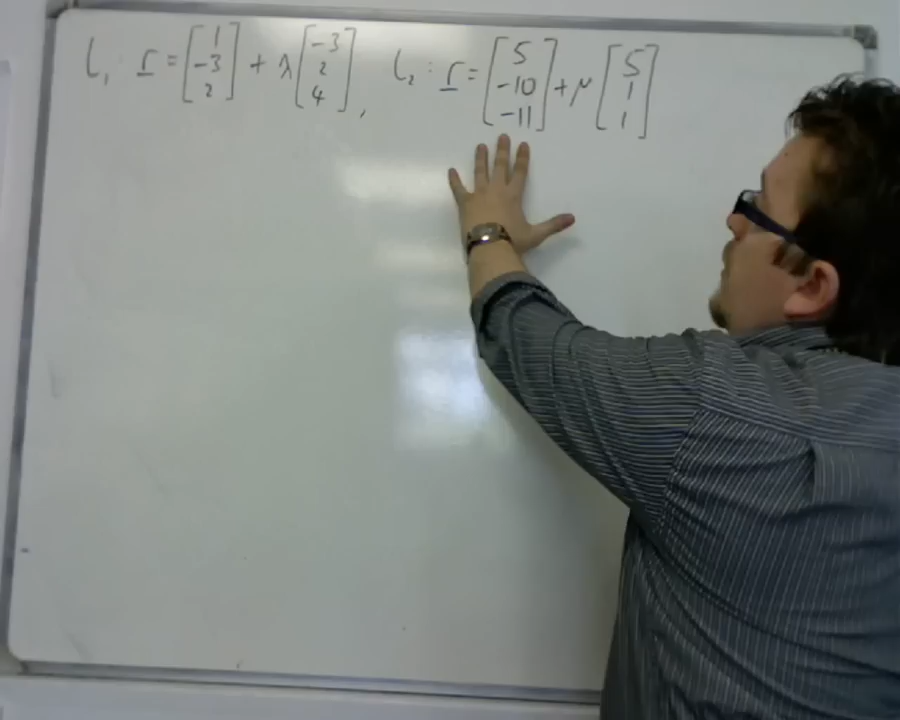 l₁ r = [1 -3 2] + λ [-3 2 4], l₂ : r = [5 -10 -11] + μ [5 1 1]